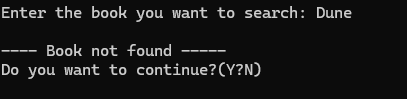 Enter the book you want to search: Dune
---- Book not found -----
Do you want to continue?(Y?N)